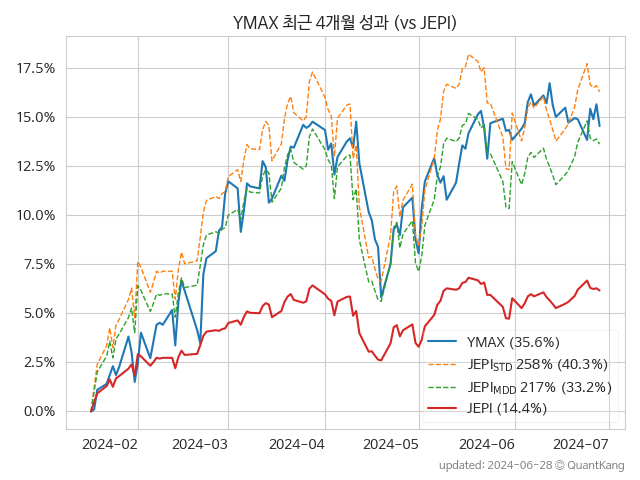 YMAX 최근 4개월 성과 (vs JEPI)
17.5%
15.0%
12.5%
10.0%
7.5%
5.0%
2.5%
0.0%
YMAX (35.6%)
JEPI_STD 258% (40.3%)
JEPI_MDD 217% (33.2%)
JEPI (14.4%)
2024-02 2024-03 2024-04 2024-05 2024-06 2024-07
updated: 2024-06-28 © QuantKang